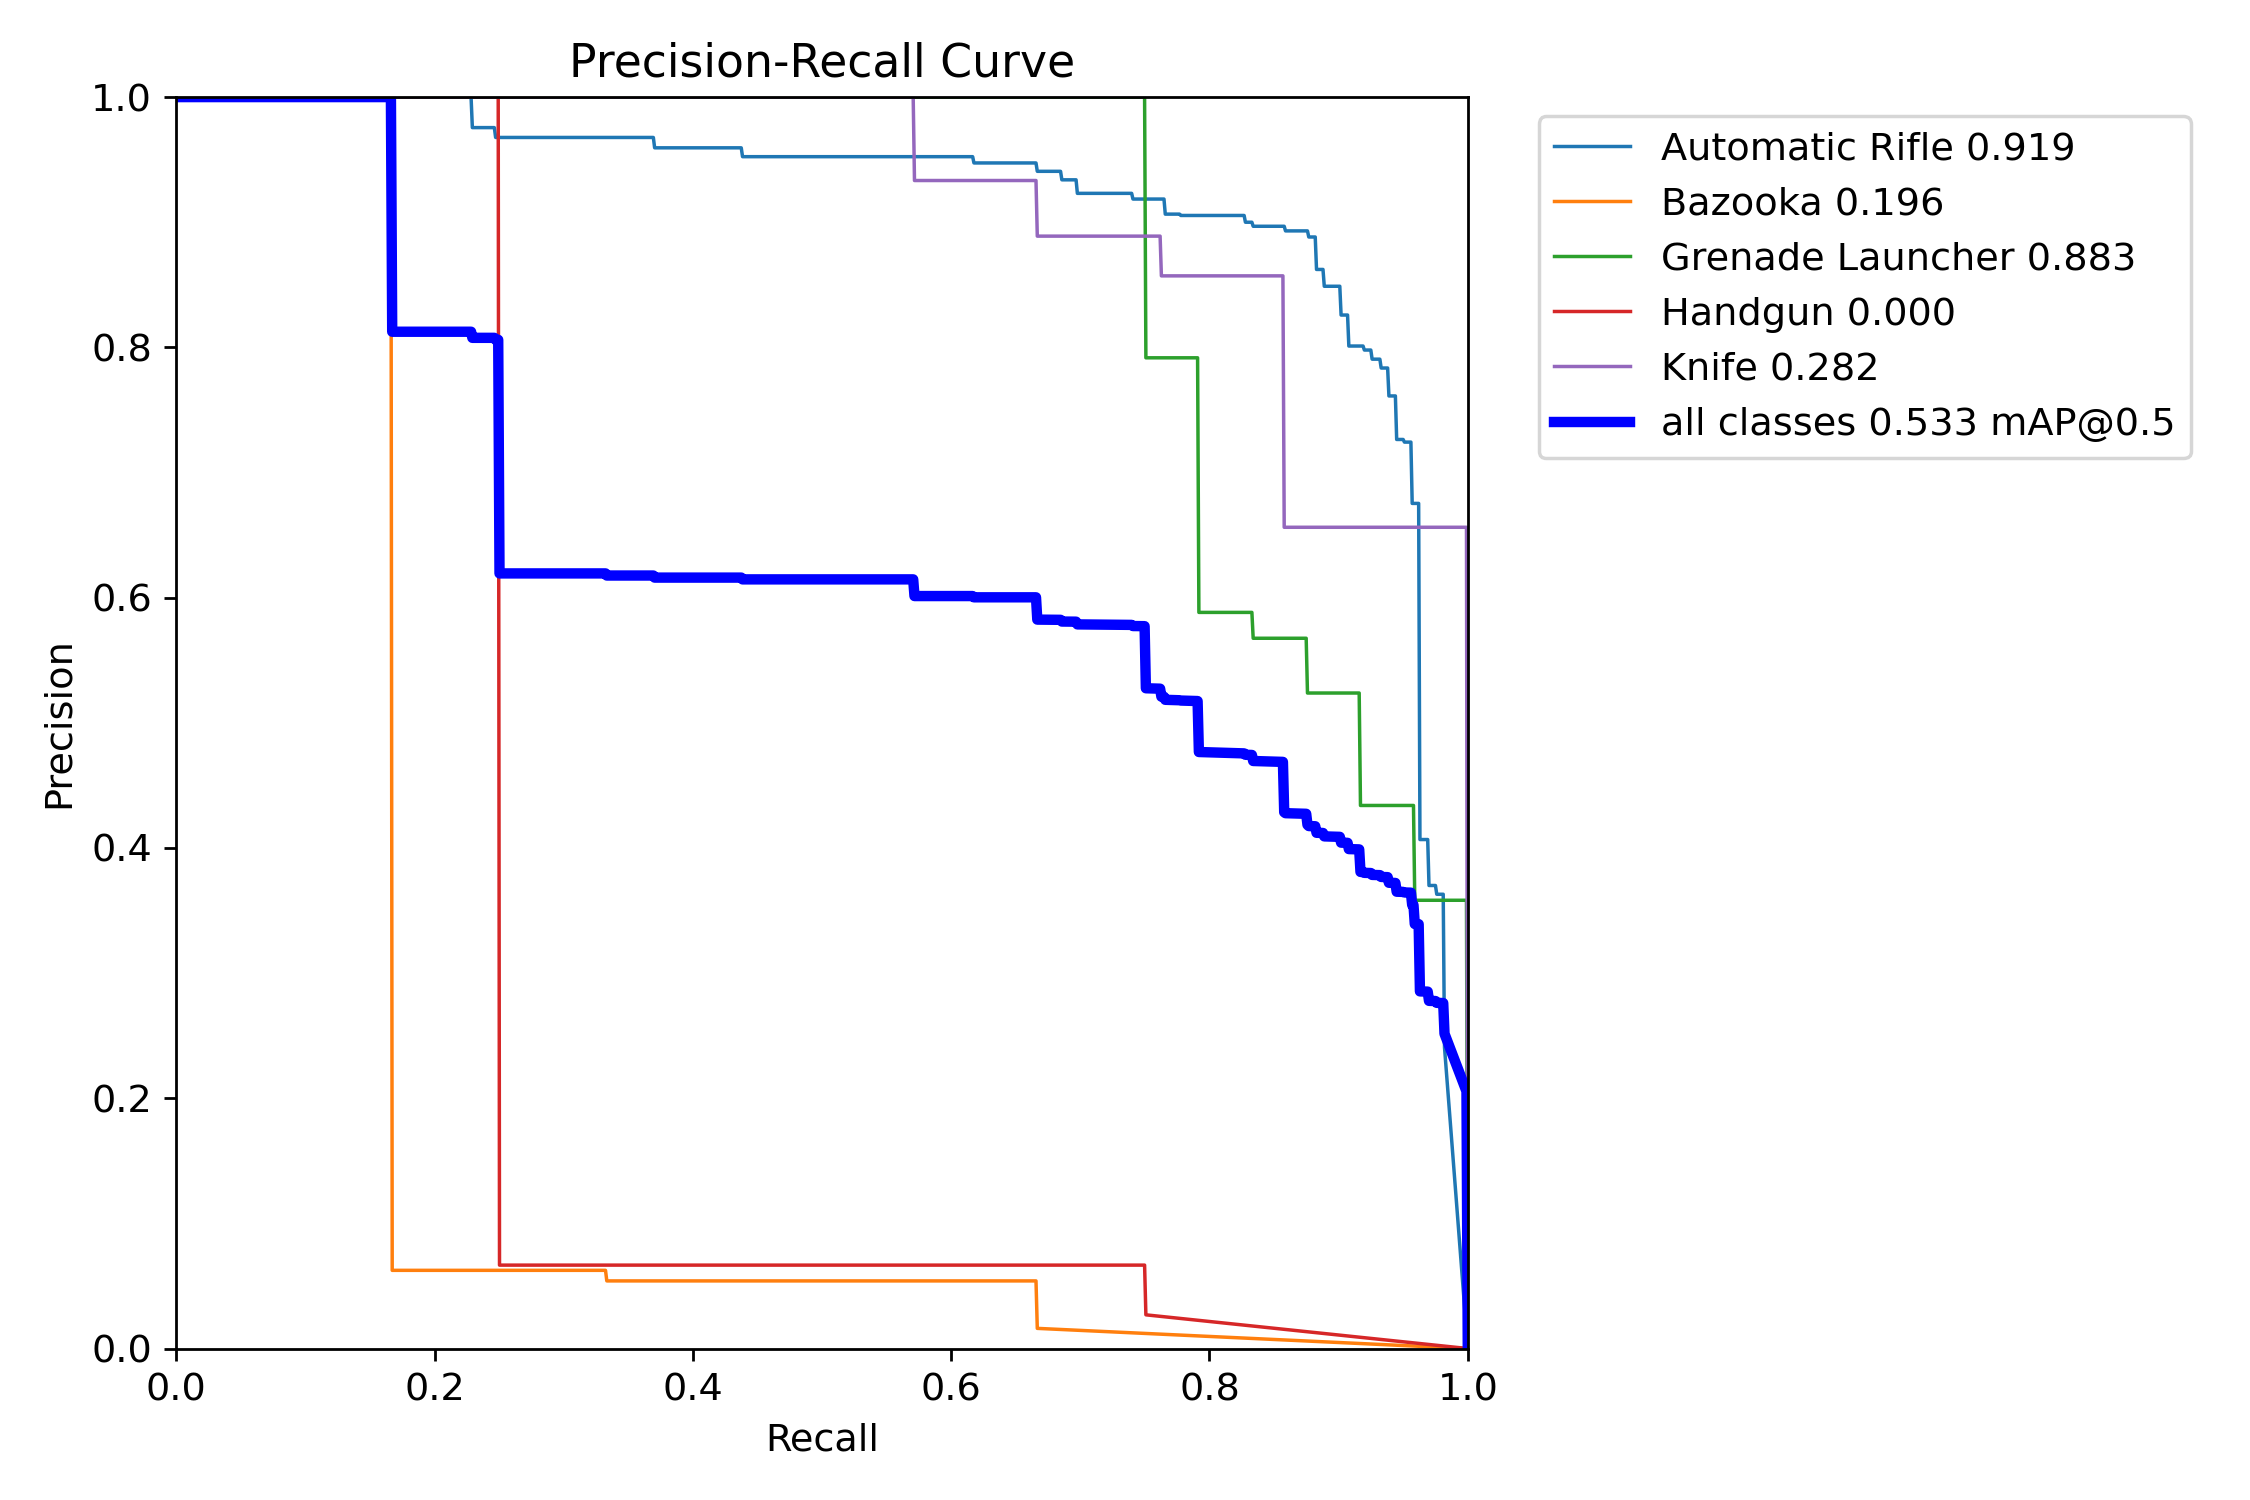 Precision-Recall Curve
1.0
0.8
0.6
0.4
0.2
0.0
Precision
0.0 0.2 0.4 0.6 0.8 1.0
Recall
Automatic Rifle 0.919
Bazooka 0.196
Grenade Launcher 0.883
Handgun 0.000
Knife 0.282
all classes 0.533 mAP@0.5